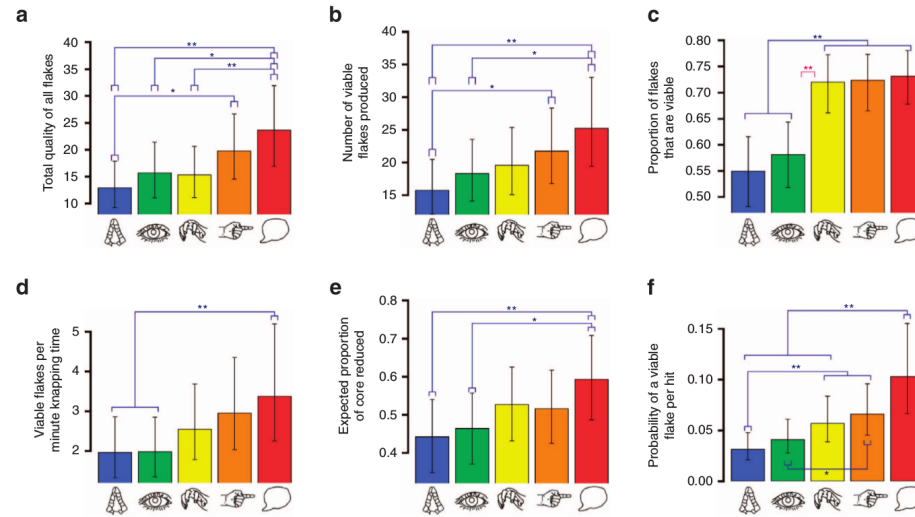 a
Total quality of all flakes
40
35
30
25
20
15
10
**
*
**
*
b
Number of viable
flakes produced
40
35
30
25
20
15
**
*
*
c
Proportion of flakes
that are viable
0.80
0.75
0.70
0.65
0.60
0.55
0.50
**
**
d
Viable flakes per
minute knapping time
5
4
3
2
**
e
Expected proportion
of core reduced
0.8
0.7
0.6
0.5
0.4
**
*
f
Probability of a viable
flake per hit
0.15
0.10
0.05
0.00
**
**
*